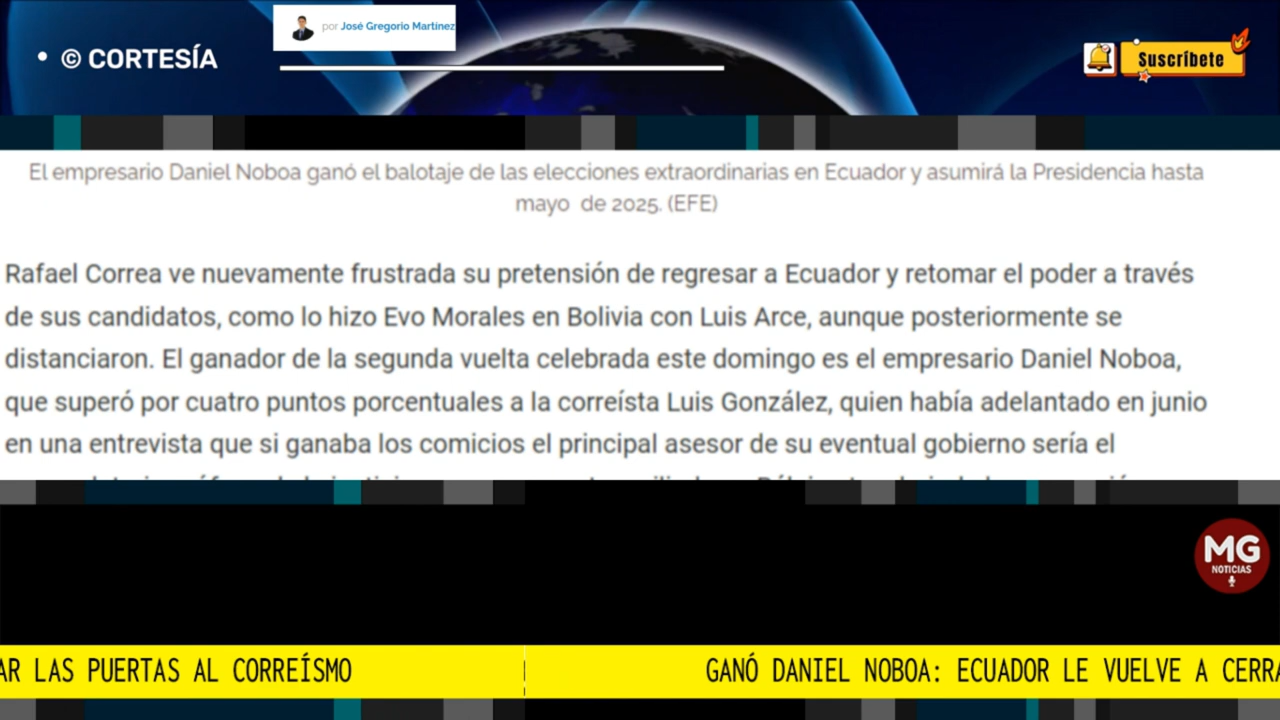 por José Gregorio Martínez
• © CORTESÍA
Suscríbete
El empresario Daniel Noboa ganó el balotaje de las elecciones extraordinarias en Ecuador y asumirá la Presidencia hasta
mayo de 2025. (EFE)
Rafael Correa ve nuevamente frustrada su pretensión de regresar a Ecuador y retomar el poder a través
de sus candidatos, como lo hizo Evo Morales en Bolivia con Luis Arce, aunque posteriormente se
distanciaron. El ganador de la segunda vuelta celebrada este domingo es el empresario Daniel Noboa,
que superó por cuatro puntos porcentuales a la correísta Luis González, quien había adelantado en junio
en una entrevista que si ganaba los comicios el principal asesor de su eventual gobierno sería el
MG
NOTICIAS
AR LAS PUERTAS AL CORREÍSMO
GANÓ DANIEL NOBOA: ECUADOR LE VUELVE A CERRA